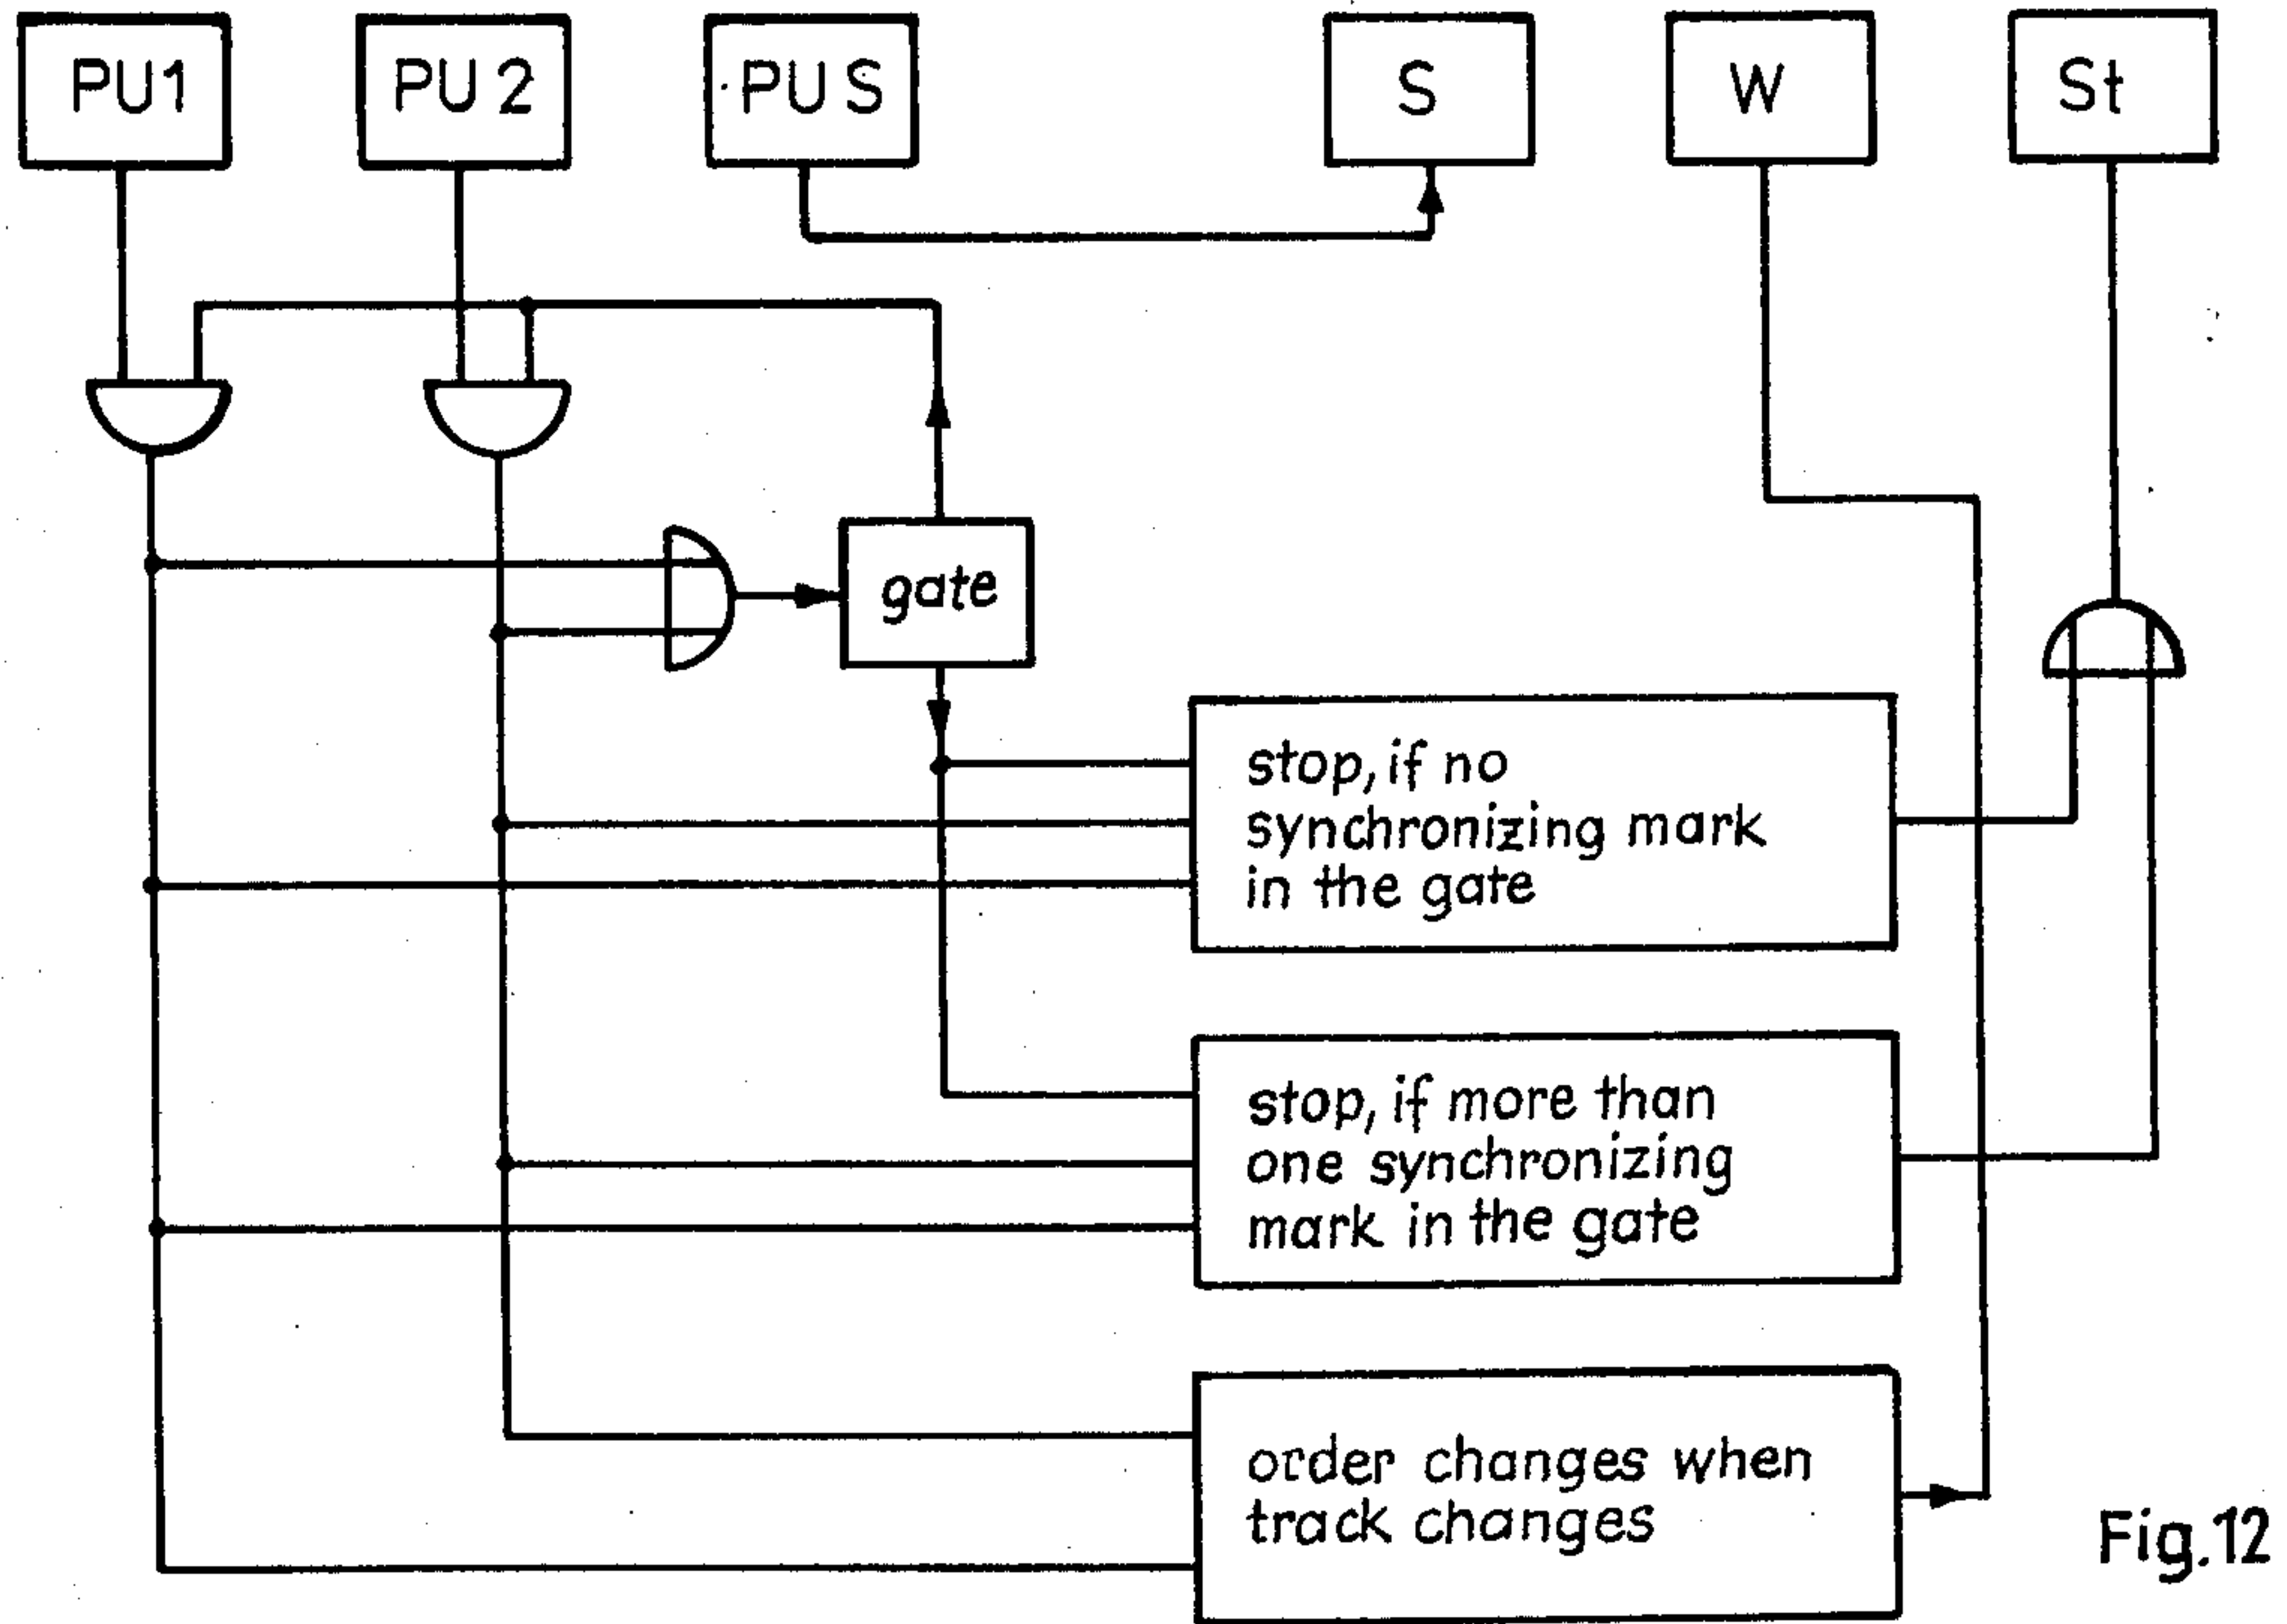 PU1
PU 2
PU S
S
W
St
gate
stop, if no
synchronizing mark
in the gate
stop, if more than
one synchronizing
mark in the gate
order changes when
track changes
Fig.12